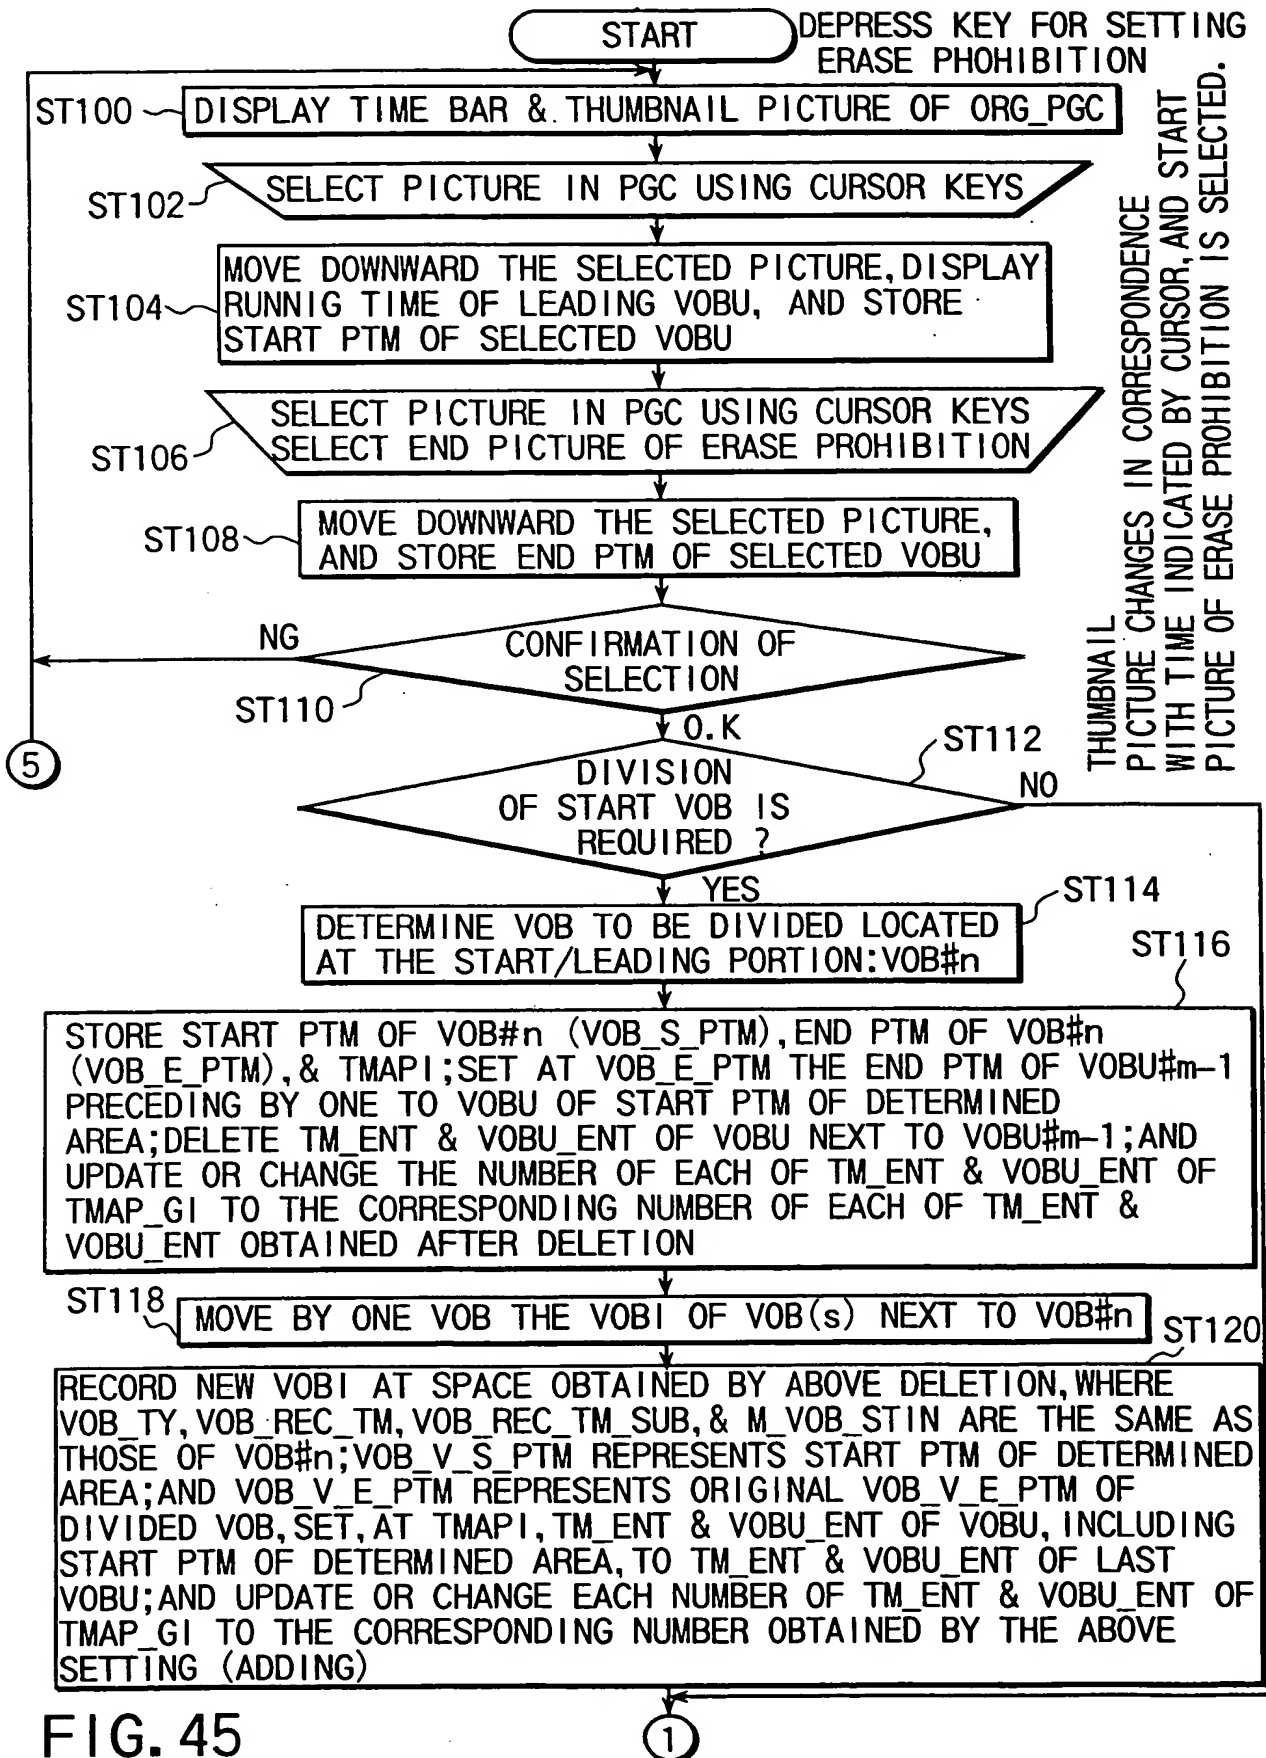 START
DEPRESS KEY FOR SETTING
ERASE PHOHIBITION
ST100
DISPLAY TIME BAR & THUMBNAIL PICTURE OF ORG_PGC
ST102
SELECT PICTURE IN PGC USING CURSOR KEYS
THUMBNAIL
PICTURE CHANGES IN CORRESPONDENCE
WITH TIME INDICATED BY CURSOR, AND START
PICTURE OF ERASE PROHIBITION IS SELECTED.
ST104
MOVE DOWNWARD THE SELECTED PICTURE, DISPLAY
RUNNIG TIME OF LEADING VOBU, AND STORE
START PTM OF SELECTED VOBU
ST106
SELECT PICTURE IN PGC USING CURSOR KEYS
SELECT END PICTURE OF ERASE PROHIBITION
ST108
MOVE DOWNWARD THE SELECTED PICTURE,
AND STORE END PTM OF SELECTED VOBU
NG
CONFIRMATION OF
SELECTION
ST110
O.K
5
ST112
DIVISION
OF START VOB IS
REQUIRED ?
NO
YES
ST114
DETERMINE VOB TO BE DIVIDED LOCATED
AT THE START/LEADING PORTION:VOB#n
ST116
STORE START PTM OF VOB#n (VOB_S_PTM), END PTM OF VOB#n
(VOB_E_PTM), & TMAPI;SET AT VOB_E_PTM THE END PTM OF VOBU#m-1
PRECEDING BY ONE TO VOBU OF START PTM OF DETERMINED
AREA;DELETE TM_ENT & VOBU_ENT OF VOBU NEXT TO VOBU#m-1;AND
UPDATE OR CHANGE THE NUMBER OF EACH OF TM_ENT & VOBU_ENT OF
TMAP_GI TO THE CORRESPONDING NUMBER OF EACH OF TM_ENT &
VOBU_ENT OBTAINED AFTER DELETION
ST118
MOVE BY ONE VOB THE VOBI OF VOB(s) NEXT TO VOB#n
ST120
RECORD NEW VOBI AT SPACE OBTAINED BY ABOVE DELETION, WHERE
VOB_TY, VOB_REC_TM, VOB_REC_TM_SUB, & M_VOB_STIN ARE THE SAME AS
THOSE OF VOB#n;VOB_V_S_PTM REPRESENTS START PTM OF DETERMINED
AREA;AND VOB_V_E_PTM REPRESENTS ORIGINAL VOB_V_E_PTM OF
DIVIDED VOB, SET, AT TMAPI, TM_ENT & VOBU_ENT OF VOBU, INCLUDING
START PTM OF DETERMINED AREA, TO TM_ENT & VOBU_ENT OF LAST
VOBU;AND UPDATE OR CHANGE EACH NUMBER OF TM_ENT & VOBU_ENT OF
TMAP_GI TO THE CORRESPONDING NUMBER OBTAINED BY THE ABOVE
SETTING (ADDING)
FIG. 45
1